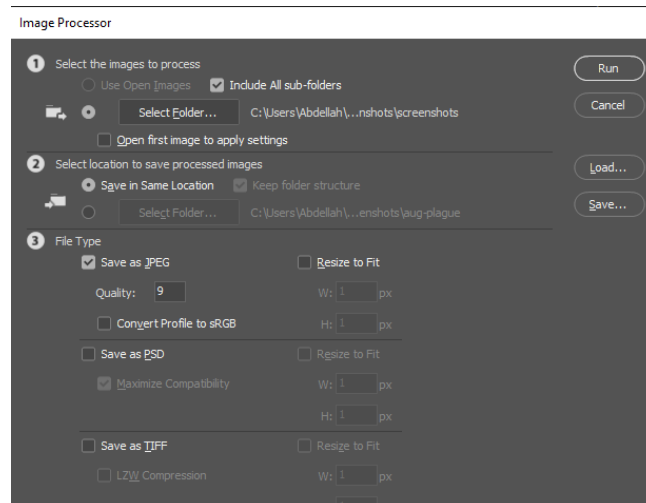 Image Processor
1 Select the images to process
Use Open Images Include All sub-folders
Run
Select Folder... C:\Users\Abdellah\...nshots\screenshots
Cancel
Open first image to apply settings
2 Select location to save processed images
Load...
Save in Same Location Keep folder structure
Select Folder... C:\Users\Abdellah\...enshots\aug-plague
Save...
3 File Type
Save as JPEG Resize to Fit
Quality: 9 W: 1 px
Convert Profile to sRGB H: 1 px
Save as PSD Resize to Fit
Maximize Compatibility W: 1 px
H: 1 px
Save as TIFF Resize to Fit
LZW Compression W: 1 px